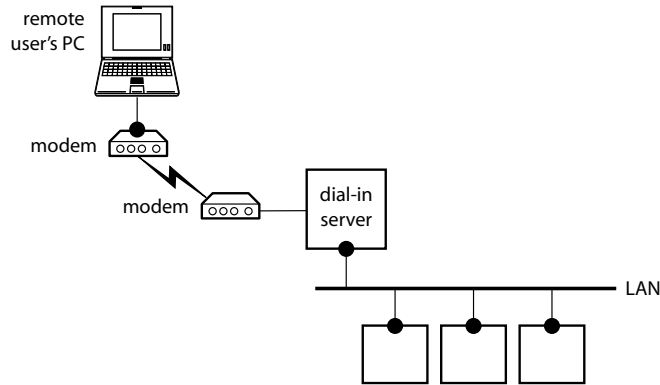 remote
user's PC
modem
modem
dial-in
server
LAN